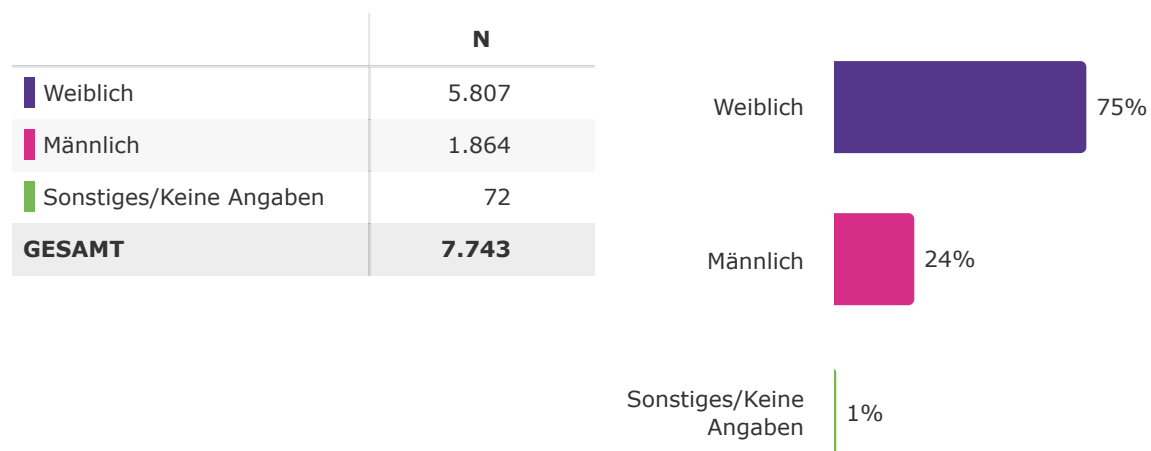 N
Weiblich 5.807
Männlich 1.864
Sonstiges/Keine Angaben 72
GESAMT 7.743
Weiblich 75%
Männlich 24%
Sonstiges/Keine
Angaben 1%